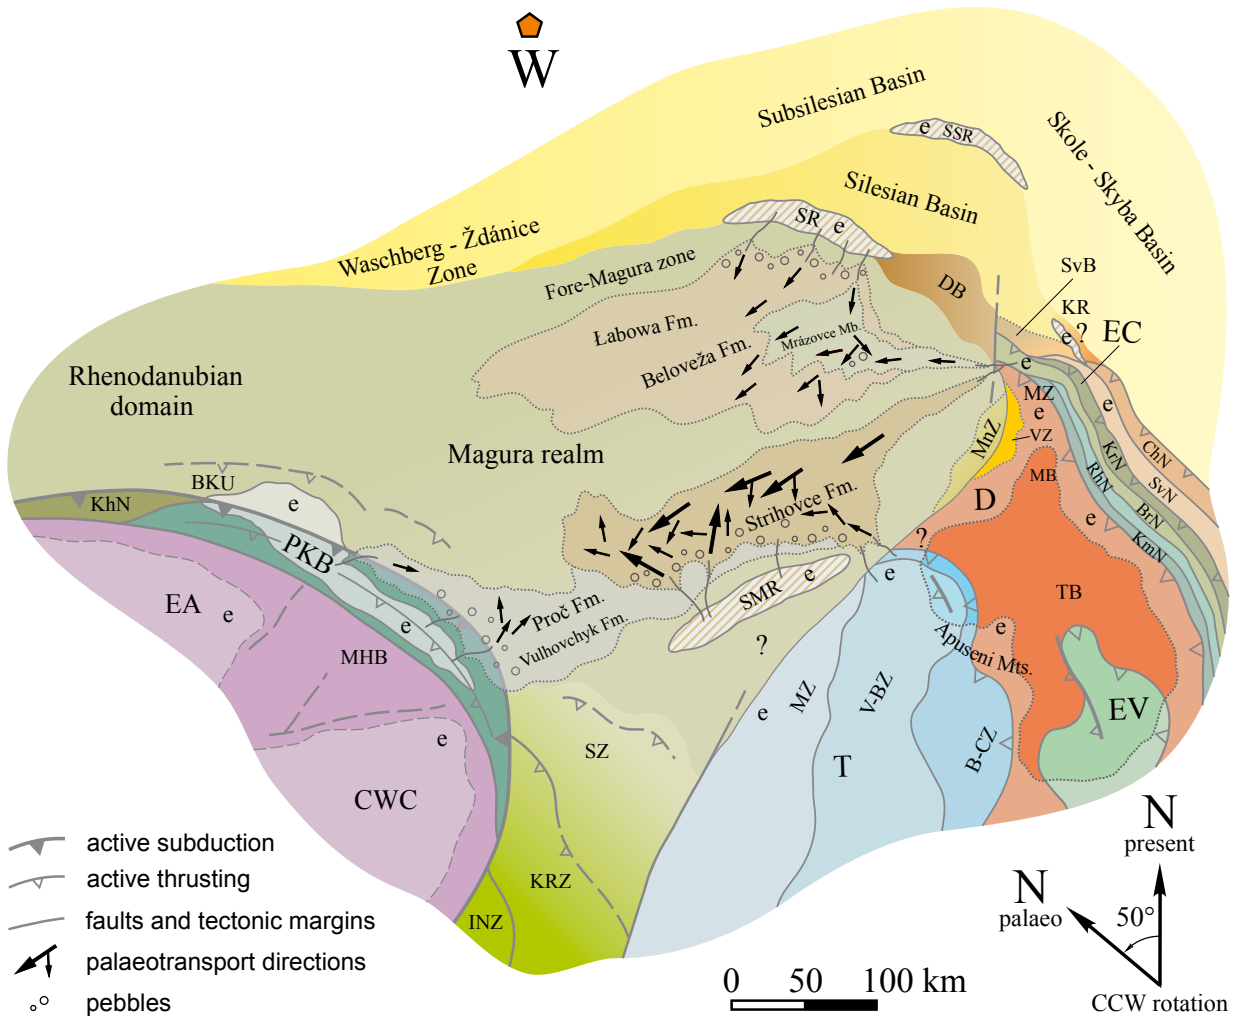 W
Subsilesian Basin
e SSR
Skole - Skyba Basin
Silesian Basin
SR e
Waschberg - Ždánice
Zone
Fore-Magura zone
DB
SvB
KR
e ?
EC
Łabowa Fm.
Mrázovce Mb.
Beloveža Fm.
Rhenodanubian
domain
e
MZ
e
e
VZ
MnZ
MB
KrN
ChN
RhN
SvN
BrN
KmN
Magura realm
BKU
KhN
e
PKB
Strihovce Fm.
D
e
?
EA
e
MHB
e
Proč Fm.
Vulhovchyk Fm.
SMR
e
?
e
TB
e
Apuseni Mts.
EV
e
MZ
V-BZ
B-CZ
T
SZ
e
CWC
KRZ
INZ
active subduction
active thrusting
faults and tectonic margins
palaeotransport directions
pebbles
0 50 100 km
N
present
N
palaeo
50°
CCW rotation